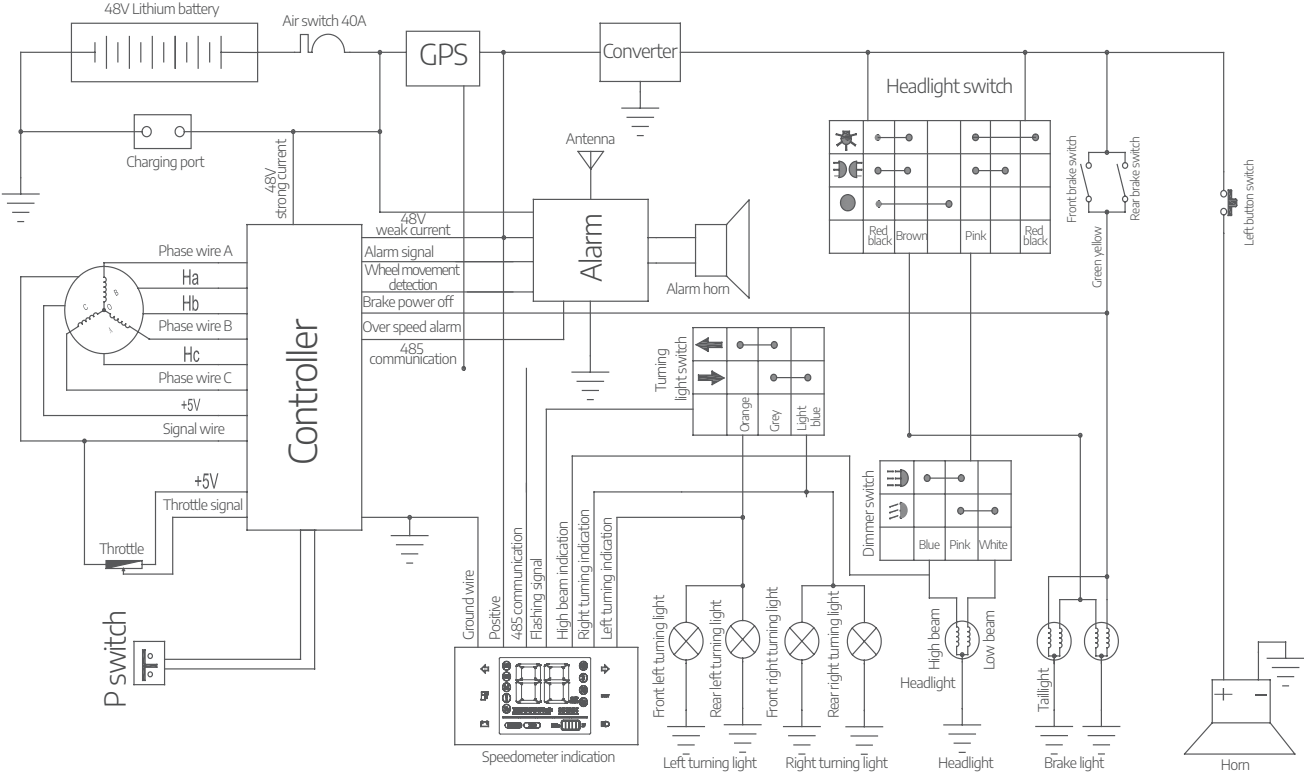 48V Lithium battery
Air switch 40A
GPS
Converter
Headlight switch
Charging port
Antenna
48V
strong current
Front brake switch
Rear brake switch
Left button switch
48V
weak current
Alarm
Alarm horn
Red
black
Brown
Pink
Red
black
Phase wire A
Alarm signal
Wheel movement
detection
Green yellow
Ha
Hb
Brake power off
Phase wire B
Over speed alarm
Hc
485
communication
Phase wire C
Controller
+5V
Signal wire
C
B
O
Turning
light switch
Orange
Grey
Light
blue
+5V
Throttle signal
Throttle
Dimmer switch
Blue
Pink
White
P switch
Ground wire
Positive
485 communication
Flashing signal
High beam indication
Right turning indication
Left turning indication
Front left turning light
Rear left turning light
Front right turning light
Rear right turning light
High beam
Low beam
Headlight
Taillight
Speedometer indication
Left turning light
Right turning light
Headlight
Brake light
+
−
Horn